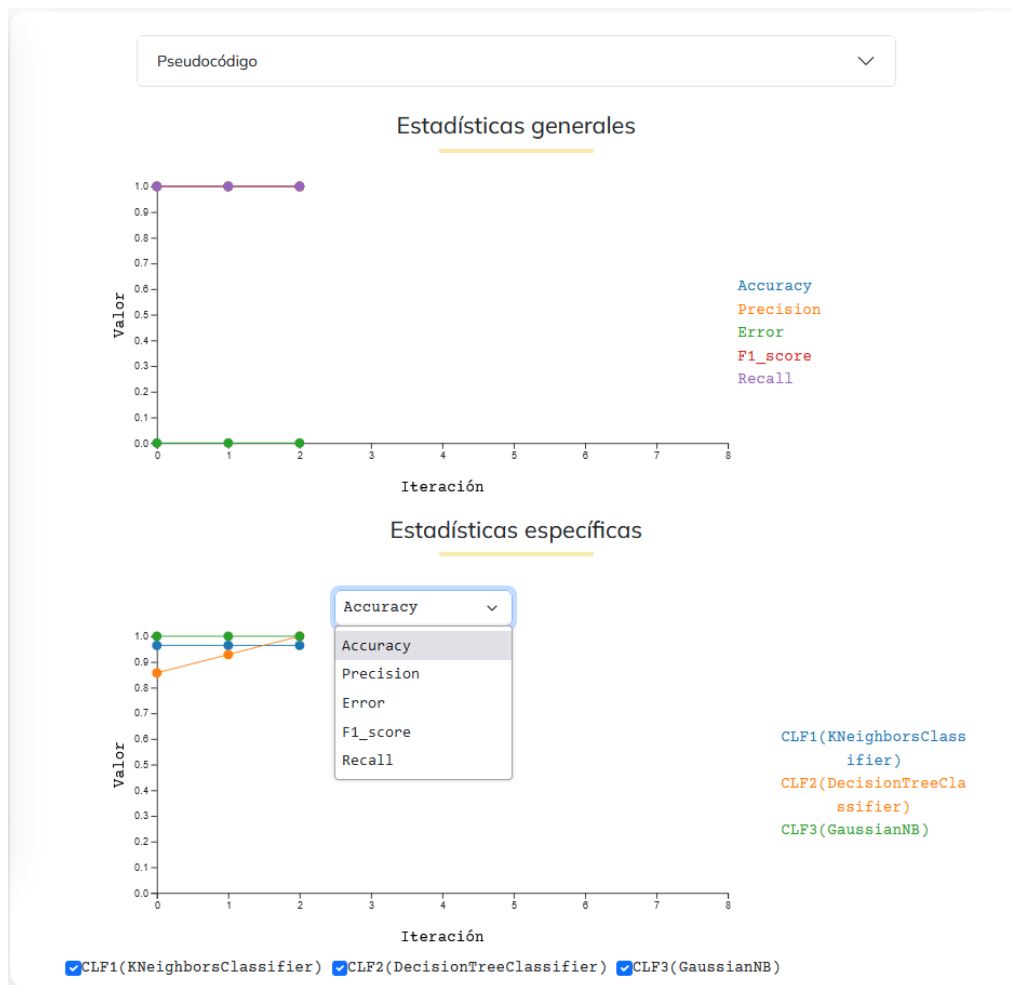 Pseudocódigo
Estadísticas generales
1.0
0.9
0.8
0.7
0.6
0.5
0.4
0.3
0.2
0.1
0.0
Valor
0 1 2 3 4 5 6 7 8
Iteración
Accuracy
Precision
Error
F1_score
Recall
Estadísticas específicas
Accuracy
Accuracy
Precision
Error
F1_score
Recall
1.0
0.9
0.8
0.7
0.6
0.5
0.4
0.3
0.2
0.1
0.0
Valor
0 1 2 3 4 5 6 7 8
Iteración
CLF1(KNeighborsClass
ifier)
CLF2(DecisionTreeCla
ssifier)
CLF3(GaussianNB)
CLF1(KNeighborsClassifier) CLF2(DecisionTreeClassifier) CLF3(GaussianNB)